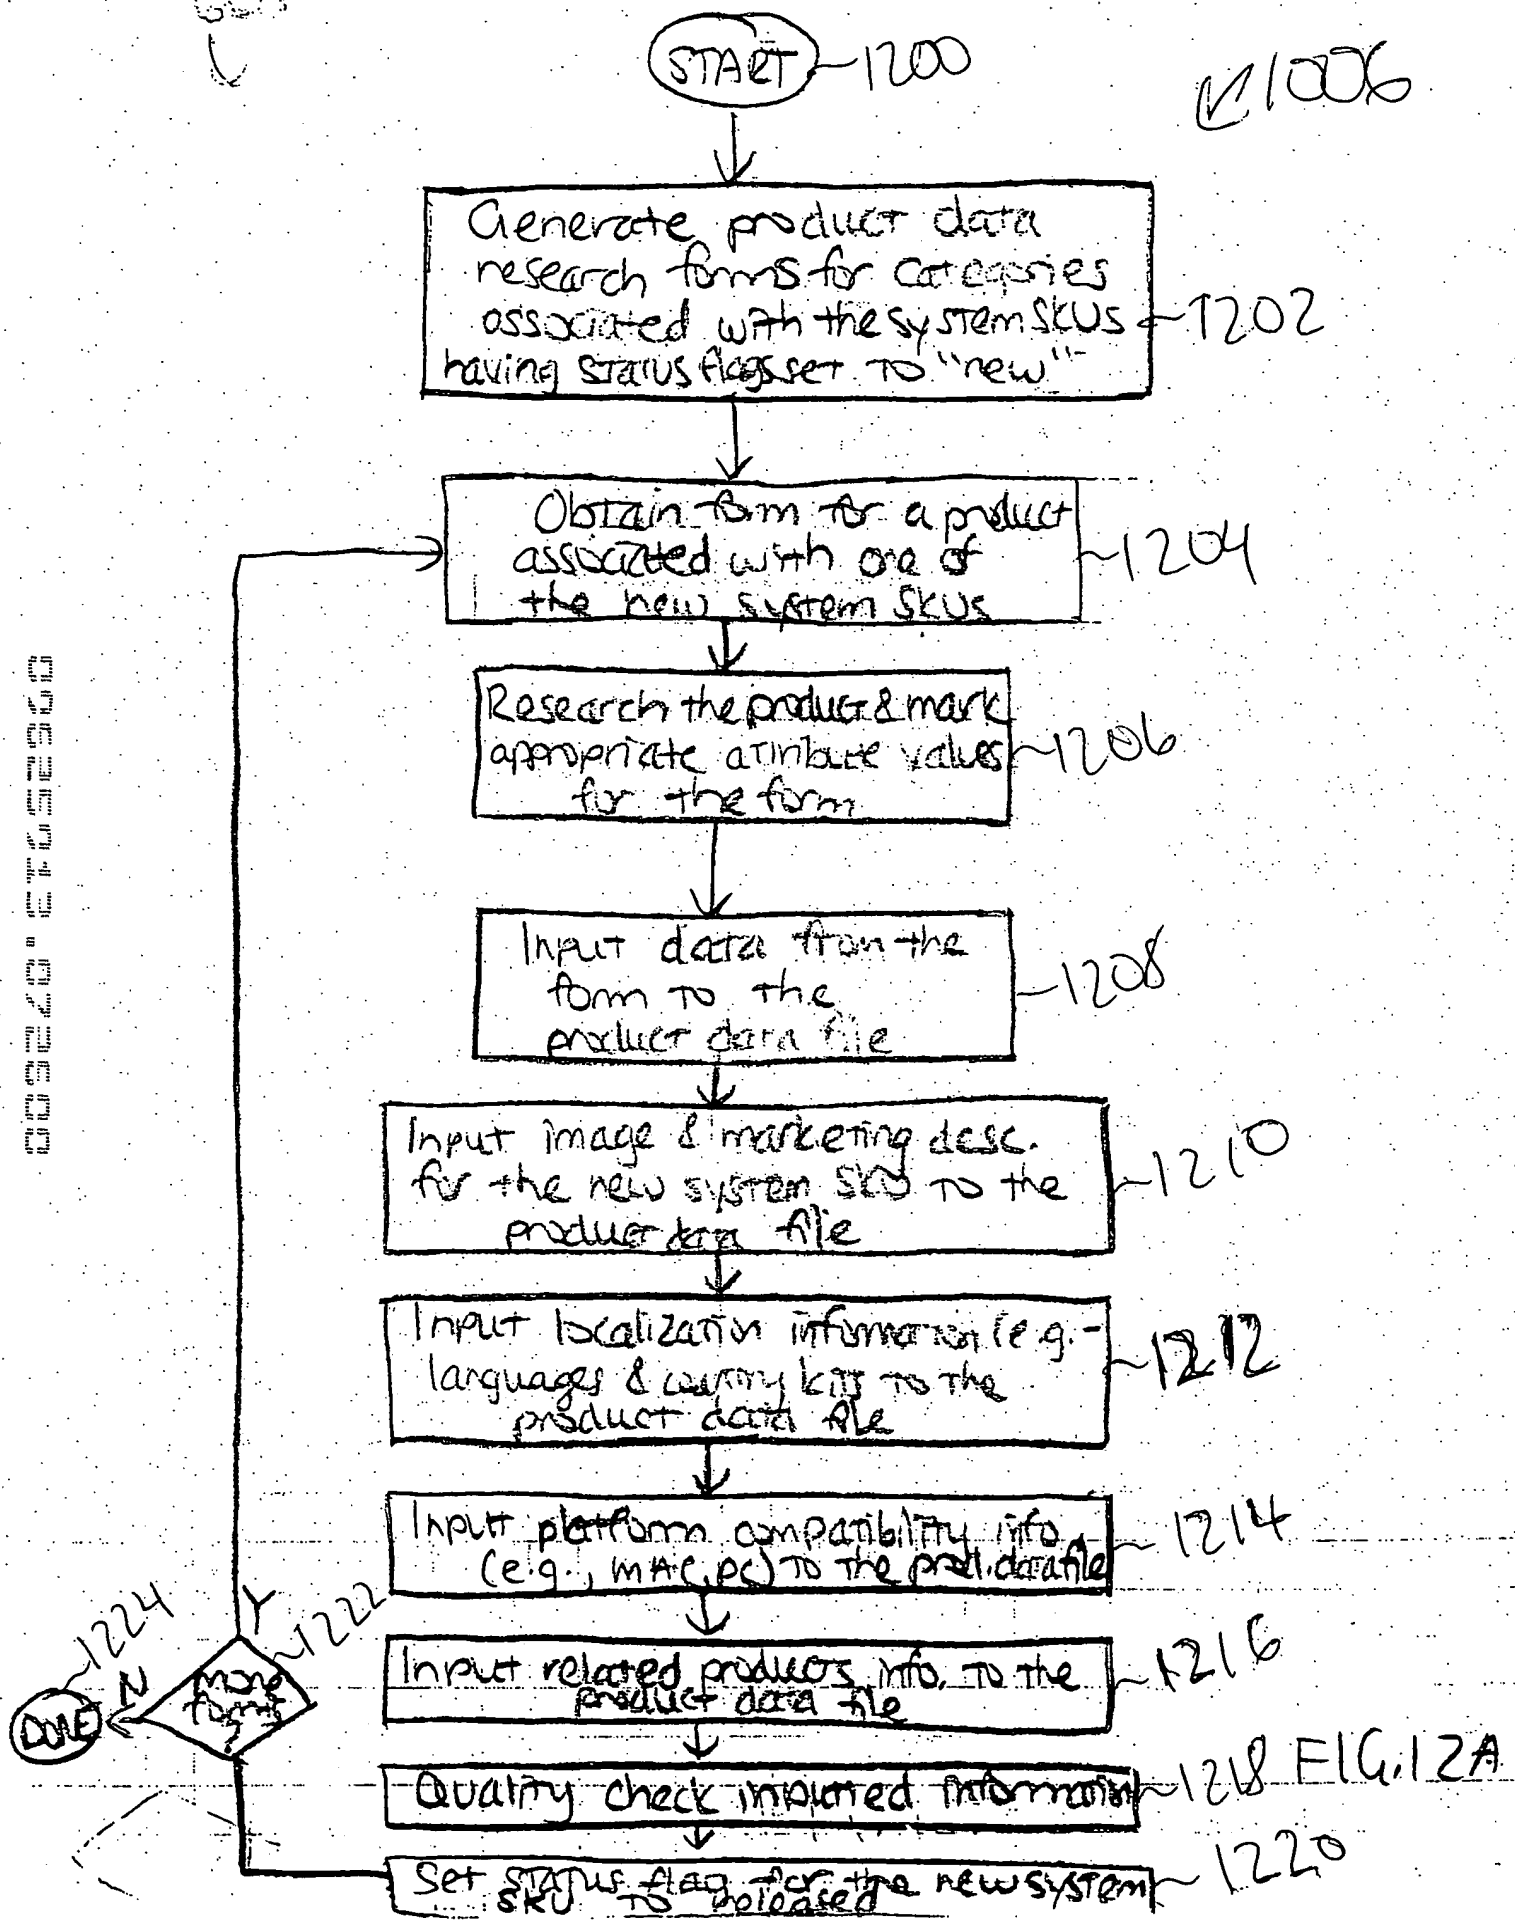 START 1200
1006
Generate product data
research forms for categories
associated with the system SKUs 1202
having status flags set to "new"
Obtain form for a product
associated with one of 1204
the new system SKUs
Research the product & mark
appropriate attribute values 1206
for the form
Input data from the
form to the 1208
product data file
Input image & marketing desc. 1210
for the new system SKU to the
product data file
Input localization information (e.g.-
languages & country kits to the 1212
product data file
Input platform compatibility info 1214
(e.g., MAC, PC) to the prod. data file
Input related products info. to the 1216
product data file
Quality check inputted information 1218
Set status flag for the new system 1220
SKU to released
Y
1222
more
forms
?
N
1224
DONE
FIG. 12A